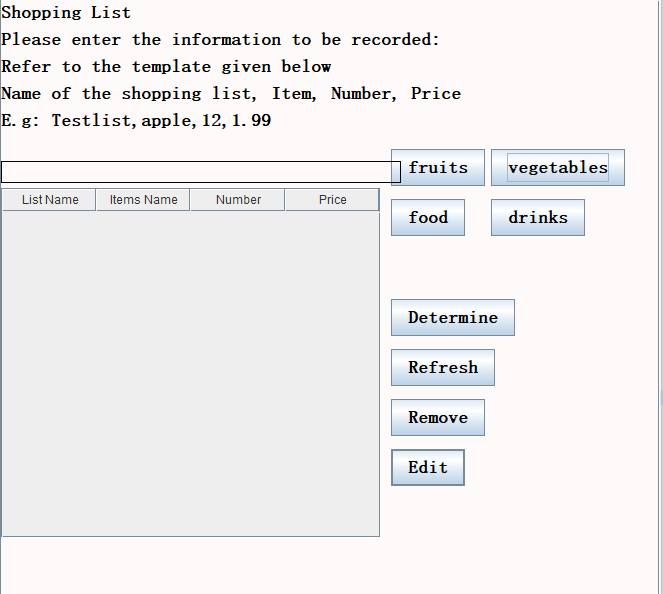 Shopping List
Please enter the information to be recorded:
Refer to the template given below
Name of the shopping list, Item, Number, Price
E.g: Testlist,apple,12,1.99
fruits vegetables
List Name Items Name Number Price
food drinks
Determine
Refresh
Remove
Edit